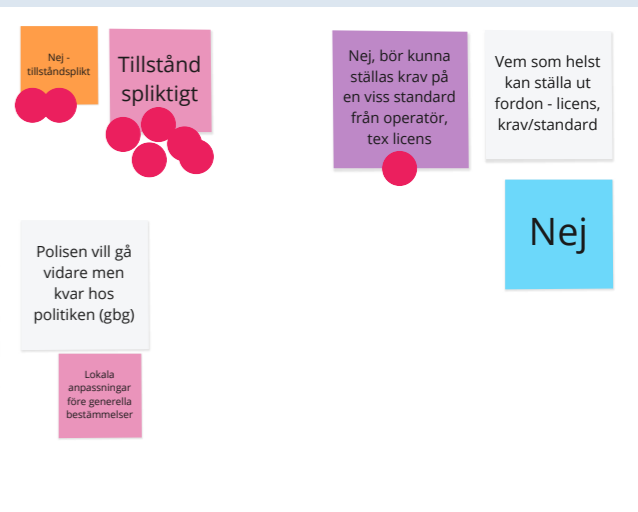 Nej -
tillståndsplikt
Tillstånd
spliktigt
Nej, bör kunna
ställas krav på
en viss standard
från operatör,
tex licens
Vem som helst
kan ställa ut
fordon - licens,
krav/standard
Nej
Polisen vill gå
vidare men
kvar hos
politiken (gbg)
Lokala
anpassningar
före generella
bestämmelser